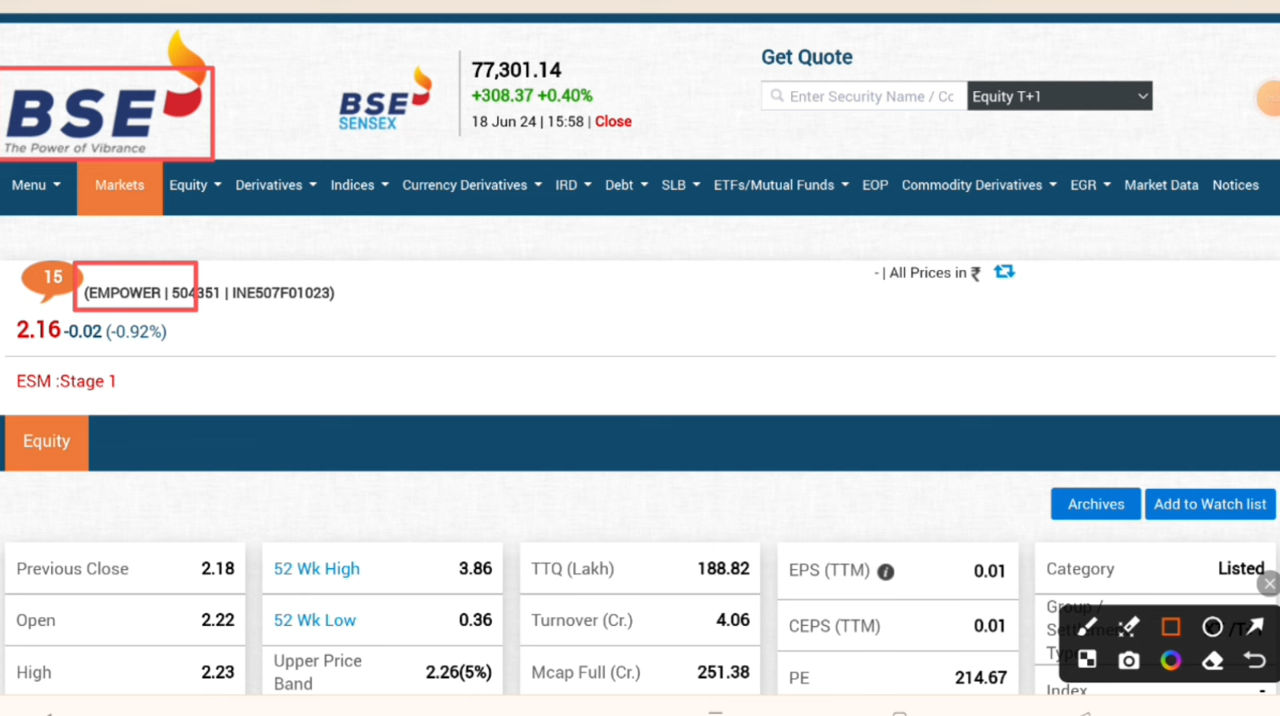 BSE
The Power of Vibrance
BSE
SENSEX
77,301.14
+308.37 +0.40%
18 Jun 24 | 15:58 | Close
Get Quote
Enter Security Name / Cc
Equity T+1
Menu
Markets
Equity
Derivatives
Indices
Currency Derivatives
IRD
Debt
SLB
ETFs/Mutual Funds
EOP
Commodity Derivatives
EGR
Market Data
Notices
15
(EMPOWER | 504351 | INE507F01023)
- | All Prices in ₹
2.16 -0.02 (-0.92%)
ESM :Stage 1
Equity
Archives
Add to Watch list
Previous Close 2.18
Open 2.22
High 2.23
52 Wk High 3.86
52 Wk Low 0.36
Upper Price
Band 2.26(5%)
TTQ (Lakh) 188.82
Turnover (Cr.) 4.06
Mcap Full (Cr.) 251.38
EPS (TTM) 0.01
CEPS (TTM) 0.01
PE 214.67
Category Listed
Group /
Index -